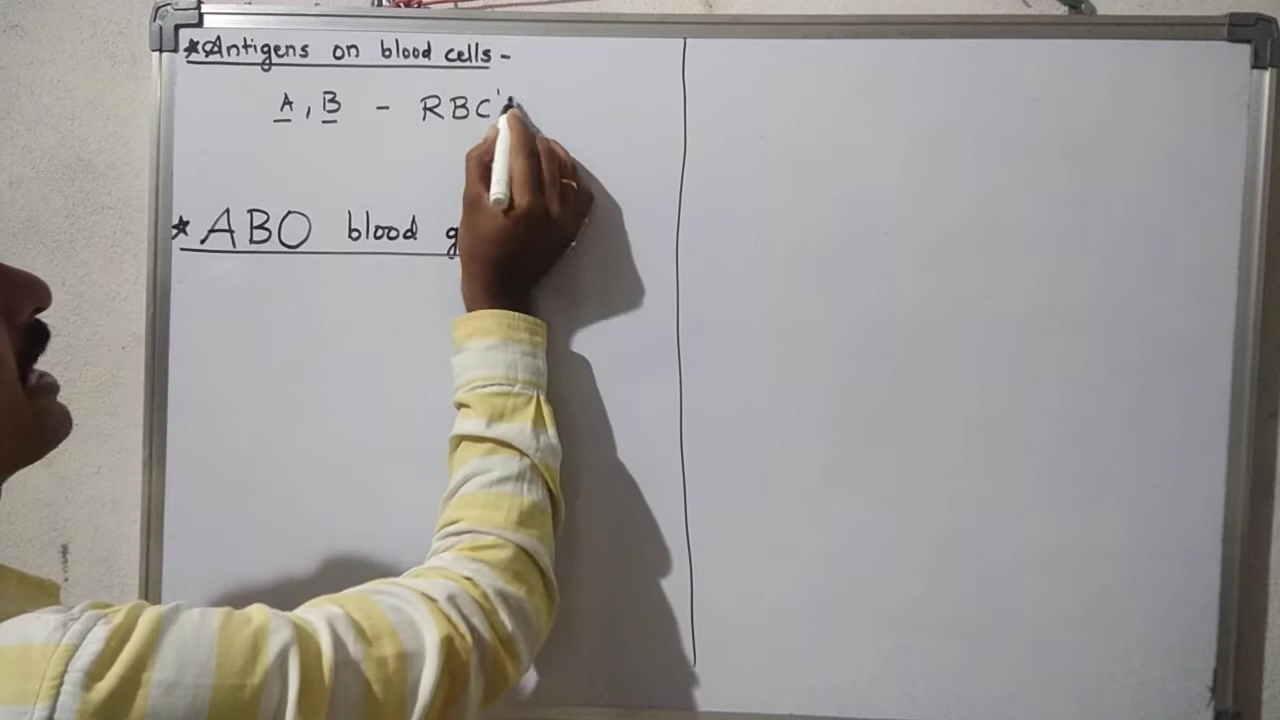 *Antigens on blood cells -
A, B - RBC'
* ABO blood